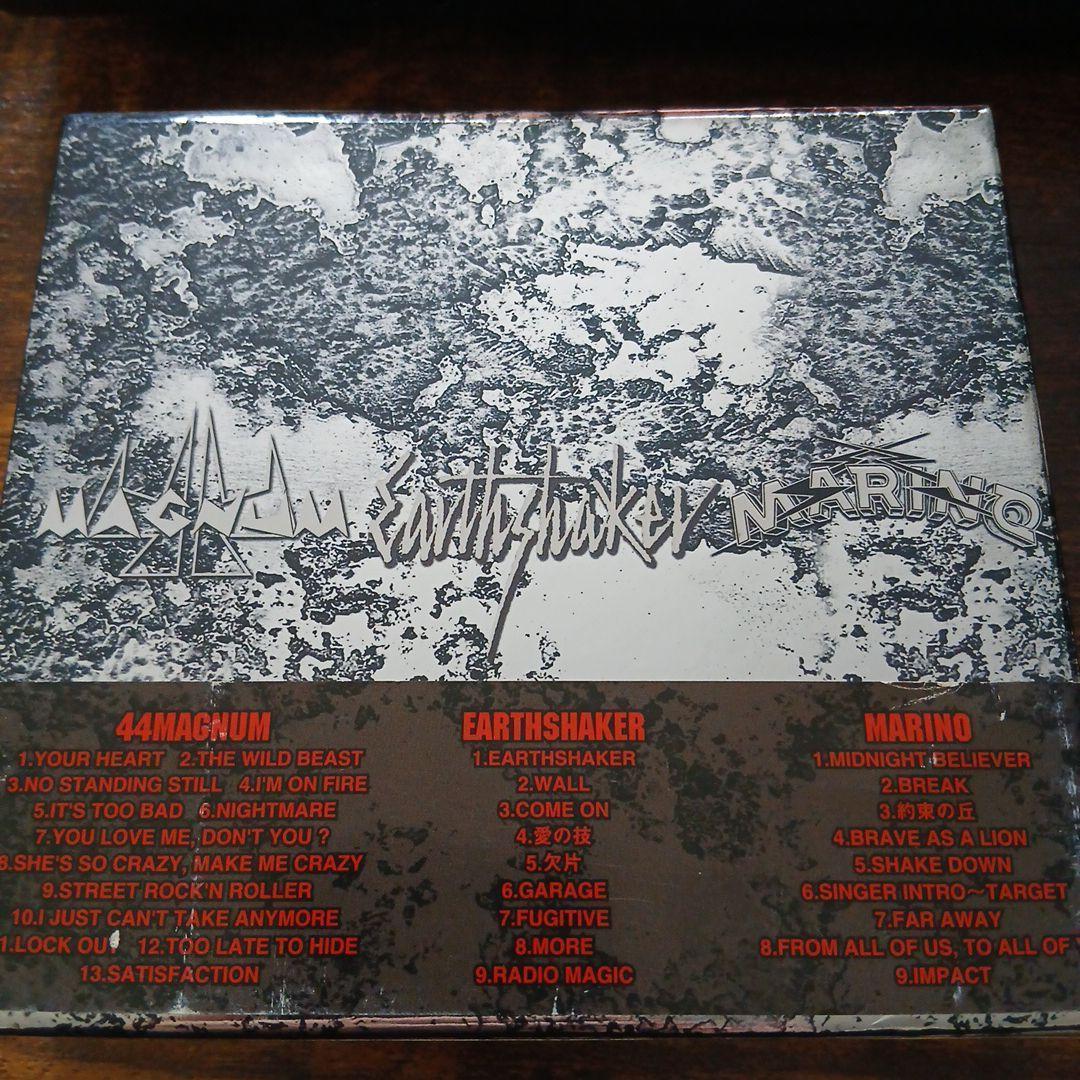 44 MAGNUM
Earthshaker
MARINO
44MAGNUM
1.YOUR HEART 2.THE WILD BEAST
3.NO STANDING STILL 4.I'M ON FIRE
5.IT'S TOO BAD 6.NIGHTMARE
7.YOU LOVE ME, DON'T YOU ?
8.SHE'S SO CRAZY, MAKE ME CRAZY
9.STREET ROCK'N ROLLER
10.I JUST CAN'T TAKE ANYMORE
1.LOCK OUT 12.TOO LATE TO HIDE
13.SATISFACTION
EARTHSHAKER
1.EARTHSHAKER
2.WALL
3.COME ON
4.愛の技
5.欠片
6.GARAGE
7.FUGITIVE
8.MORE
9.RADIO MAGIC
MARINO
1.MIDNIGHT BELIEVER
2.BREAK
3.約束の丘
4.BRAVE AS A LION
5.SHAKE DOWN
6.SINGER INTRO～TARGET
7.FAR AWAY
8.FROM ALL OF US, TO ALL OF
9.IMPACT